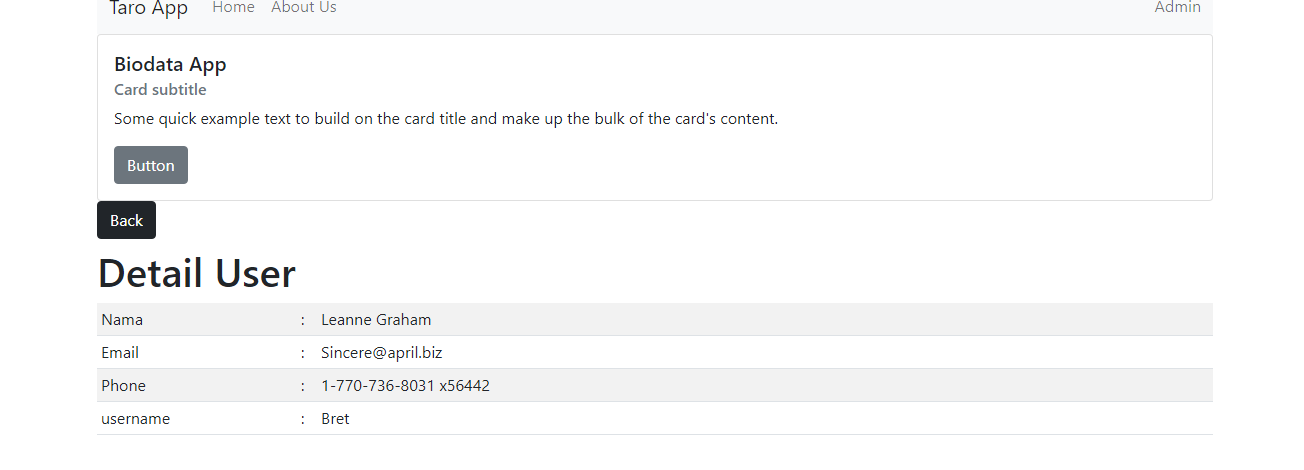 Taro App Home About Us Admin
Biodata App
Card subtitle
Some quick example text to build on the card title and make up the bulk of the card's content.
Button
Back
Detail User
Nama : Leanne Graham
Email : Sincere@april.biz
Phone : 1-770-736-8031 x56442
username : Bret